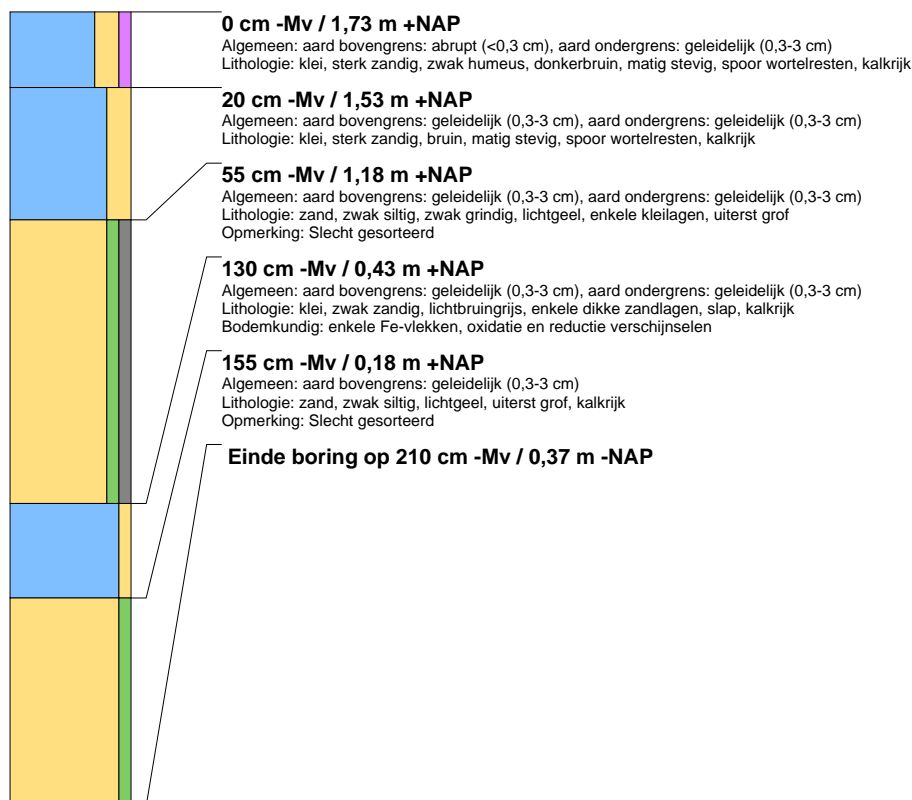 0 cm -Mv / 1,73 m +NAP
Algemeen: aard bovengrens: abrupt (<0,3 cm), aard ondergrens: geleidelijk (0,3-3 cm)
Lithologie: klei, sterk zandig, zwak humeus, donkerbruin, matig stevig, spoor wortelresten, kalkrijk
20 cm -Mv / 1,53 m +NAP
Algemeen: aard bovengrens: geleidelijk (0,3-3 cm), aard ondergrens: geleidelijk (0,3-3 cm)
Lithologie: klei, sterk zandig, bruin, matig stevig, spoor wortelresten, kalkrijk
55 cm -Mv / 1,18 m +NAP
Algemeen: aard bovengrens: geleidelijk (0,3-3 cm), aard ondergrens: geleidelijk (0,3-3 cm)
Lithologie: zand, zwak siltig, zwak grindig, lichtgeel, enkele kleilagen, uiterst grof
Opmerking: Slecht gesorteerd
130 cm -Mv / 0,43 m +NAP
Algemeen: aard bovengrens: geleidelijk (0,3-3 cm), aard ondergrens: geleidelijk (0,3-3 cm)
Lithologie: klei, zwak zandig, lichtbruingrijs, enkele dikke zandlagen, slap, kalkrijk
Bodemkundig: enkele Fe-vlekken, oxidatie en reductie verschijnselen
155 cm -Mv / 0,18 m +NAP
Algemeen: aard bovengrens: geleidelijk (0,3-3 cm)
Lithologie: zand, zwak siltig, lichtgeel, uiterst grof, kalkrijk
Opmerking: Slecht gesorteerd
Einde boring op 210 cm -Mv / 0,37 m -NAP